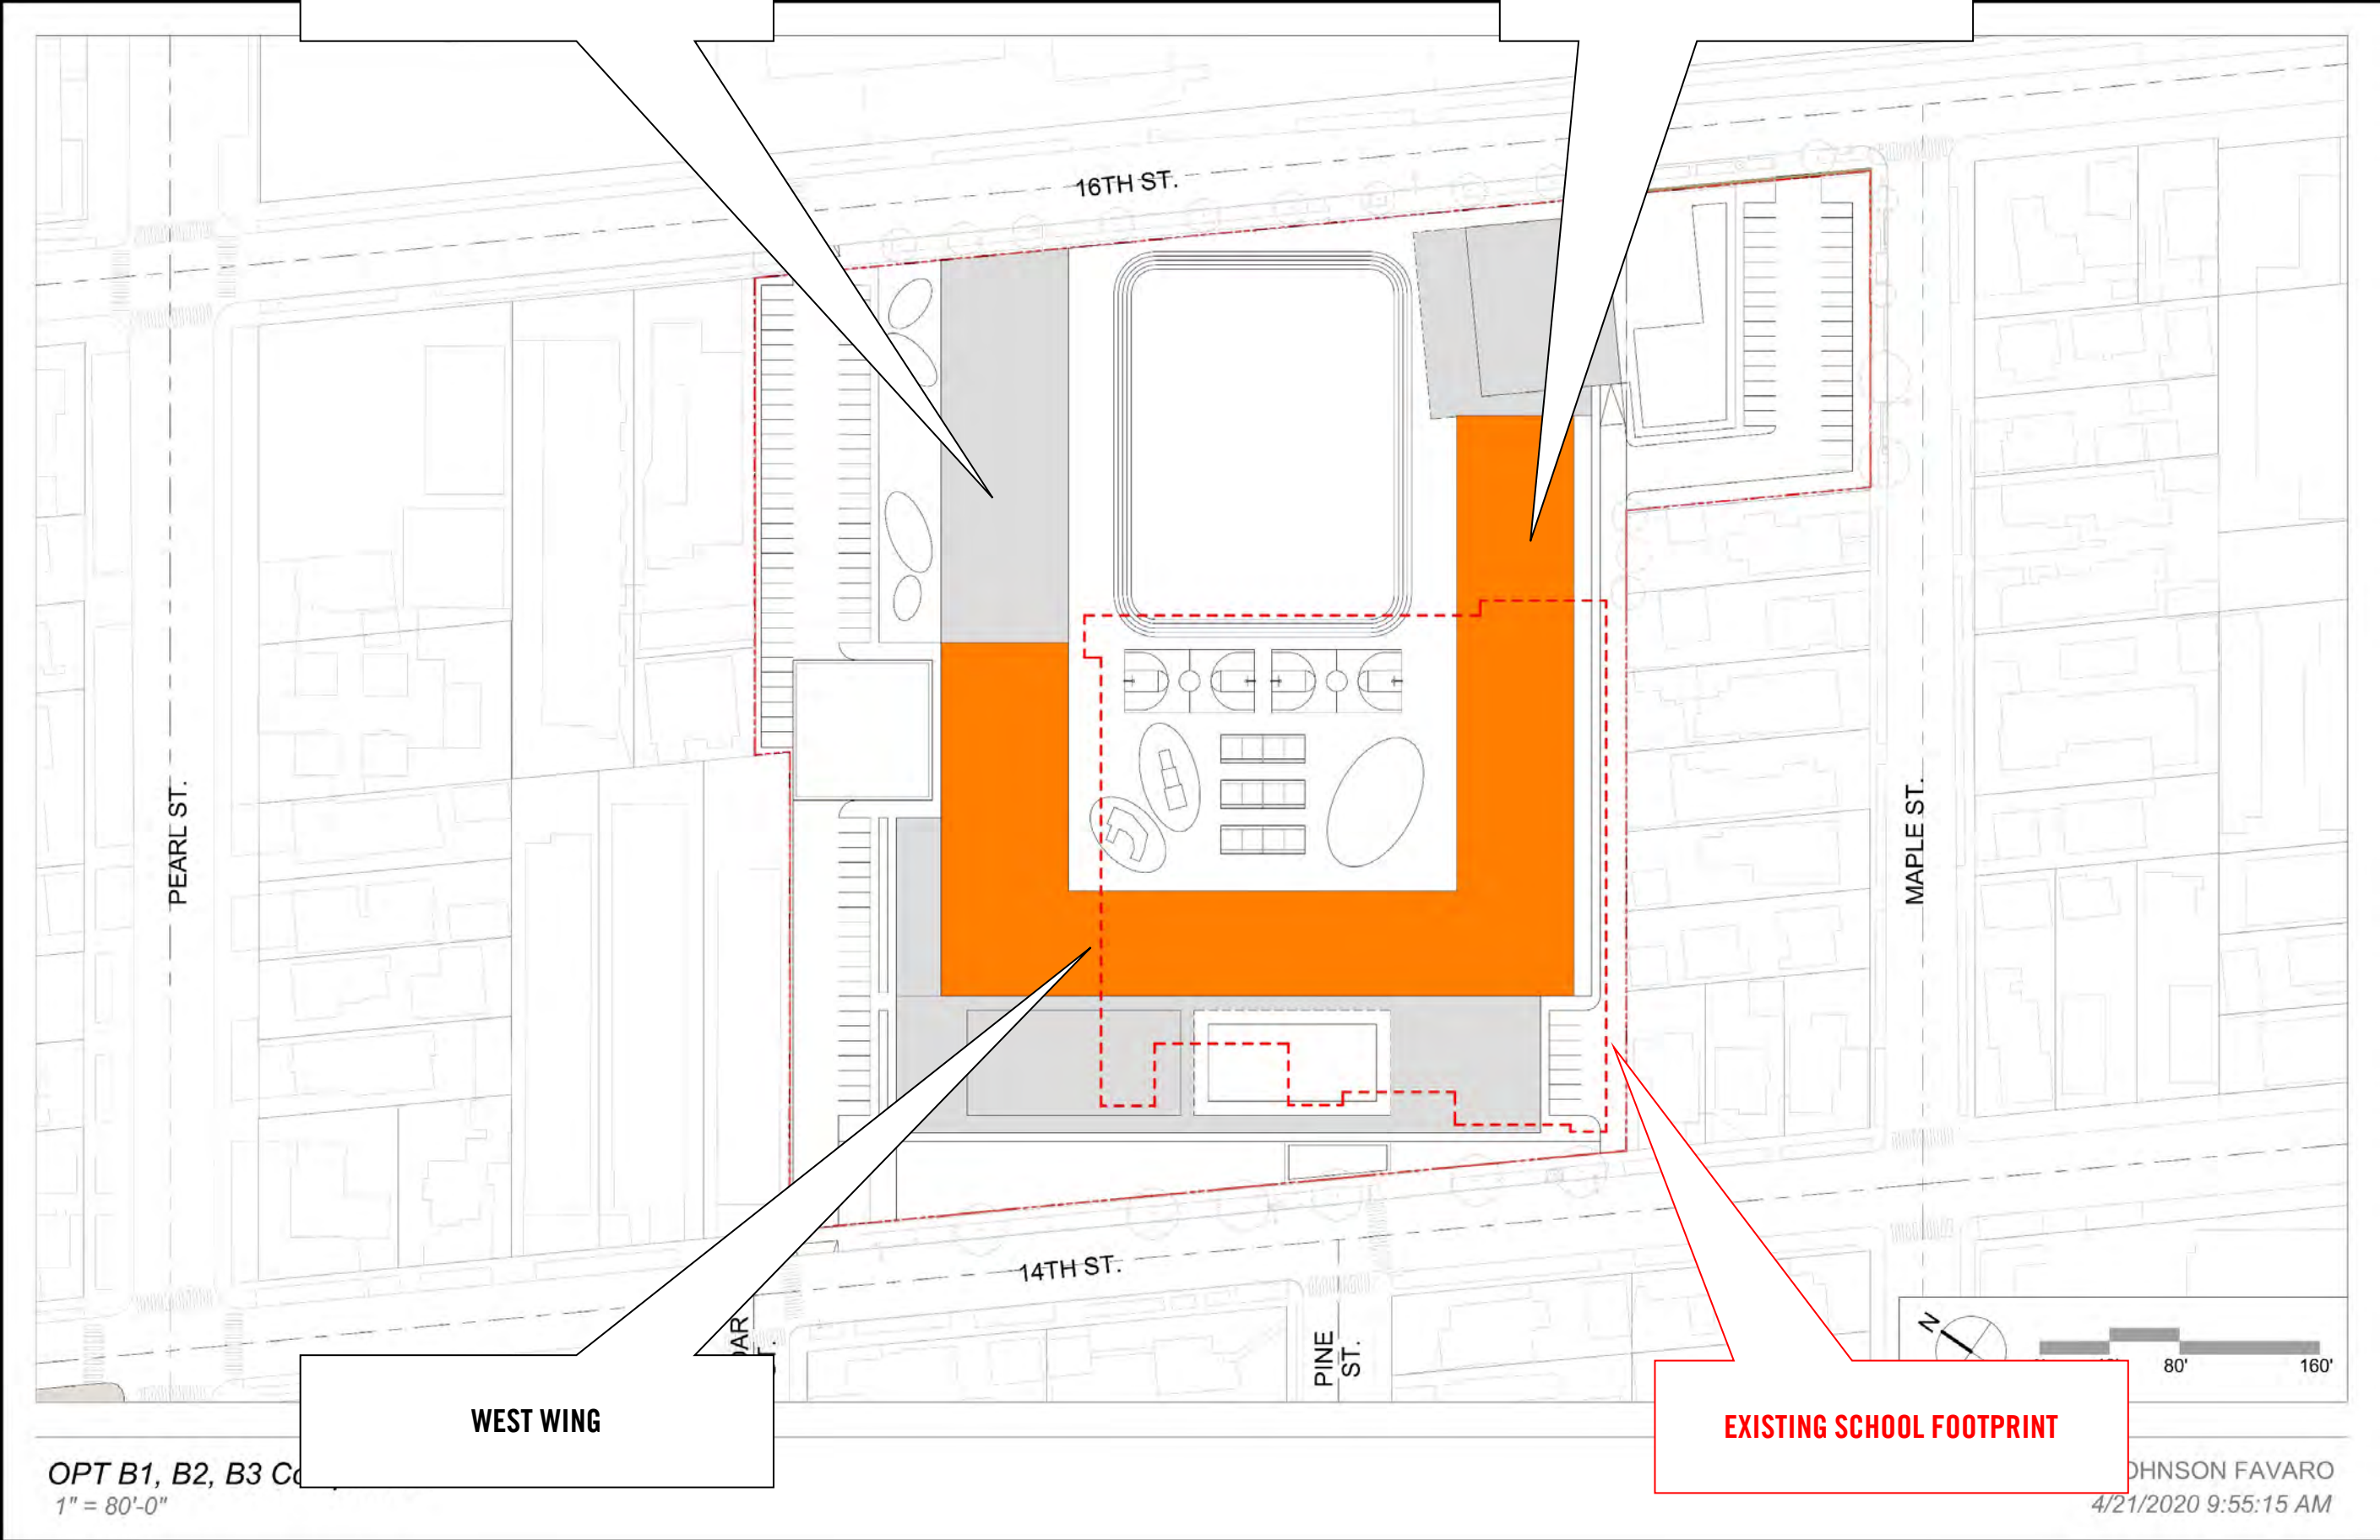 16TH ST.
PEARL ST.
MAPLE ST.
14TH ST.
PINE
ST.
N
80'
160'
WEST WING
EXISTING SCHOOL FOOTPRINT
OPT B1, B2, B3
1" = 80'-0"
FAVARO
4/21/2020 9:55:15 AM